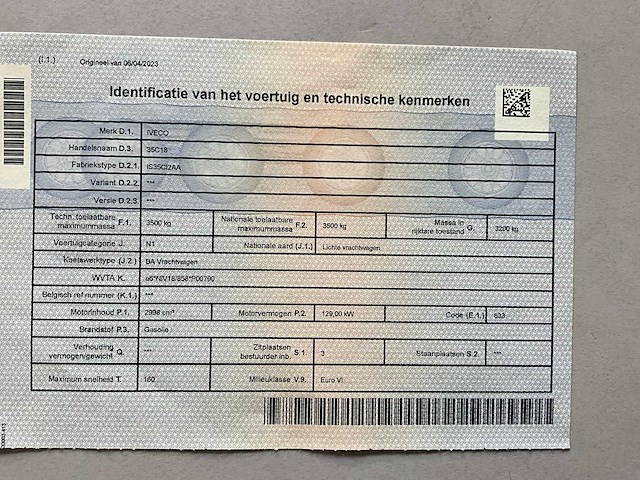 (I.1.) Origineel van 06/04/2023
Identificatie van het voertuig en technische kenmerken
Merk D.1. IVECO
Handelsnaam D.3. 35C18
Fabriekstype D.2.1. IS35CI2AA
Variant D.2.2. ---
Versie D.2.3. ---
Techn. toelaatbare maximummassa F.1. 3500 kg Nationale toelaatbare maximummassa F.2. 3500 kg Massa in rijklare toestand G. 3200 kg
Voertuigcategorie J. N1 Nationale aard (J.1.) Lichte vrachtwagen
Koetswerktype (J.2.) BA Vrachtwagen
WVTA K.
Belgisch ref nummer (K.1.) ---
Motorinhoud P.1. 2998 cm³ Motorvermogen P.2. 129,00 kW Code (E.1.) 633
Brandstof P.3. Gasolie
Verhouding vermogen/gewicht Q. --- Zitplaatsen bestuurder inb. S.1. 3 Staanplaatsen S.2. ---
Maximum snelheid T. 160 Milieuklasse V.9. Euro VI